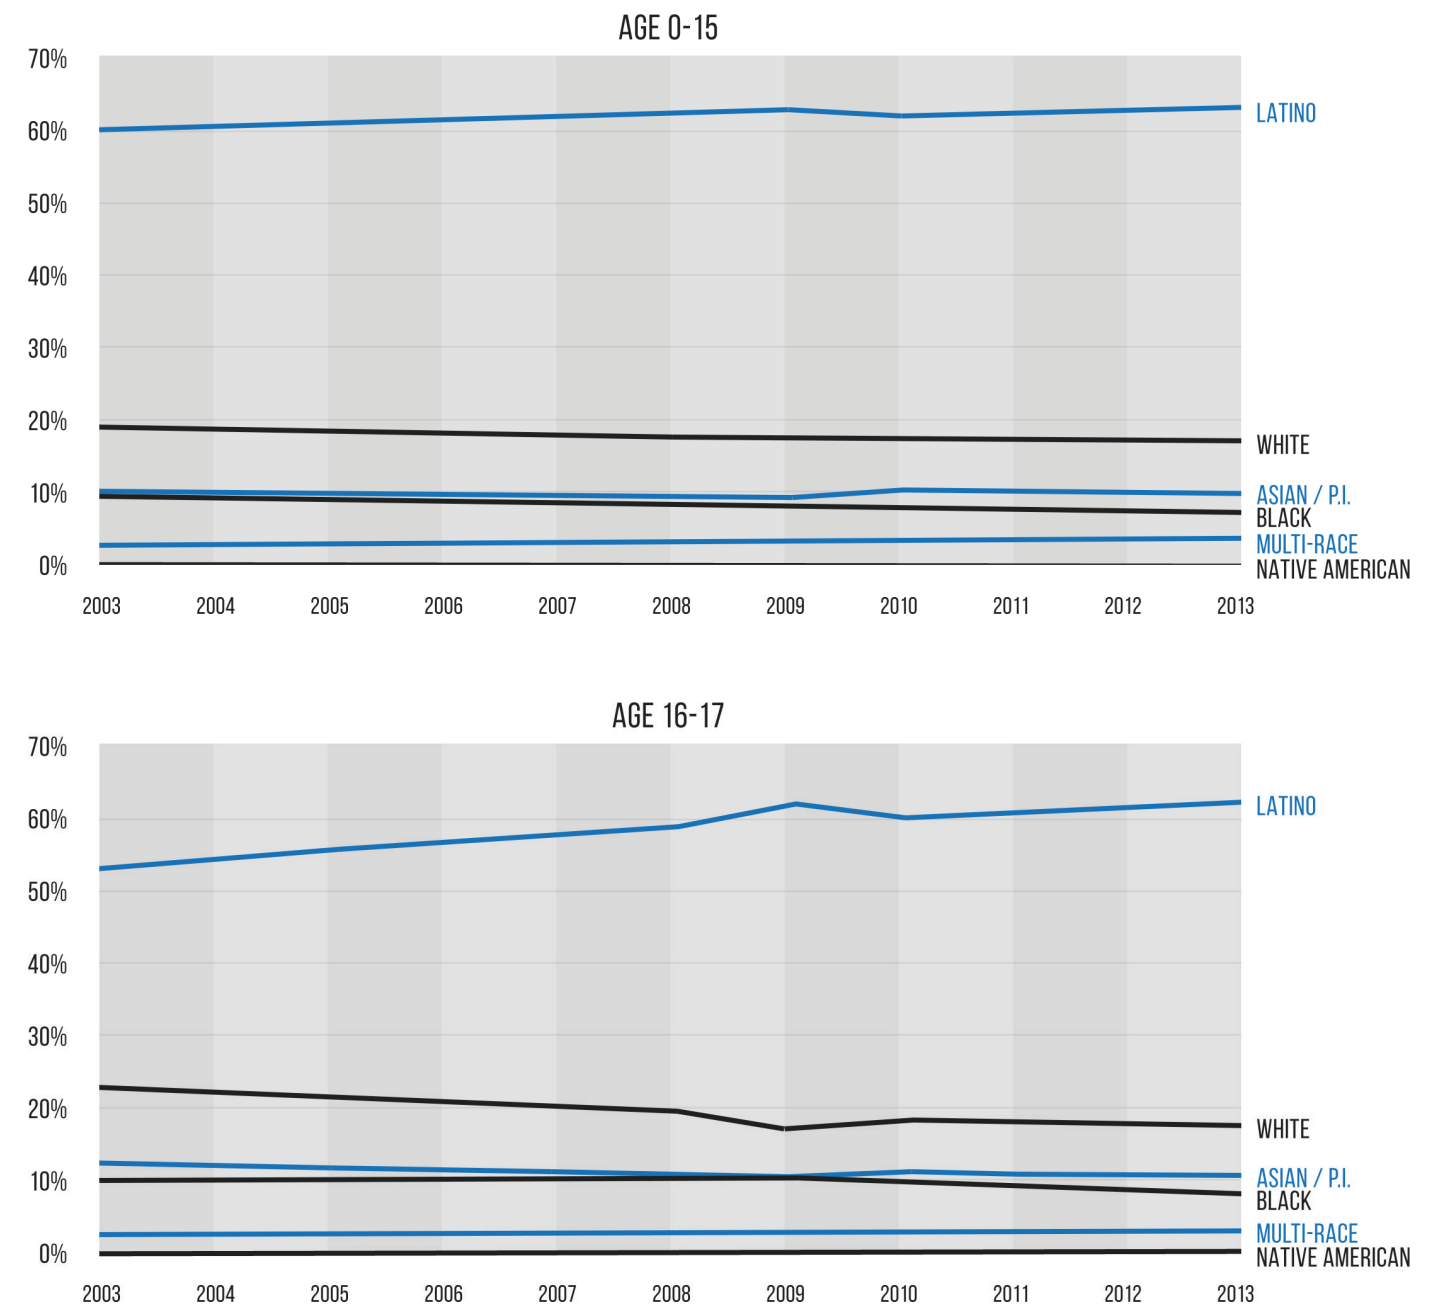 AGE 0-15
70%
60%
50%
40%
30%
20%
10%
0%
LATINO
WHITE
ASIAN / P.I.
BLACK
MULTI-RACE
NATIVE AMERICAN
2003 2004 2005 2006 2007 2008 2009 2010 2011 2012 2013
AGE 16-17
70%
60%
50%
40%
30%
20%
10%
0%
LATINO
WHITE
ASIAN / P.I.
BLACK
MULTI-RACE
NATIVE AMERICAN
2003 2004 2005 2006 2007 2008 2009 2010 2011 2012 2013